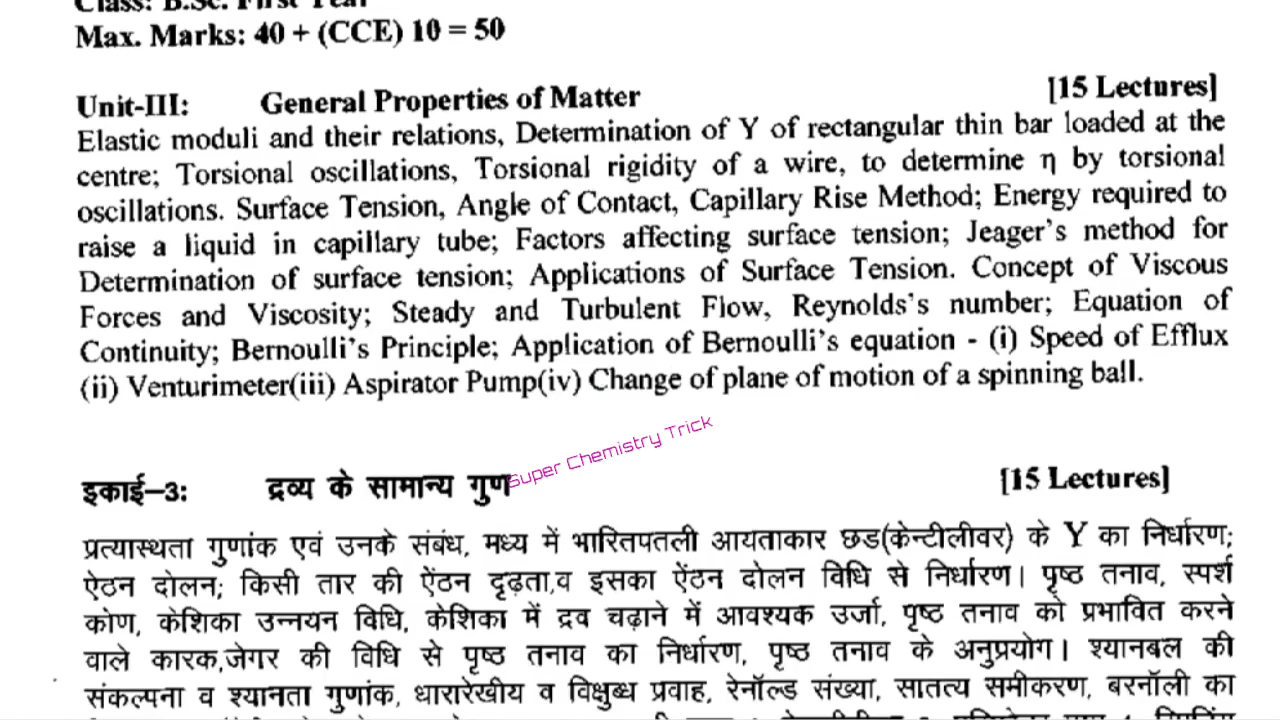 Class: B.Sc. First Year
Max. Marks: 40 + (CCE) 10 = 50
Unit-III: General Properties of Matter [15 Lectures]
Elastic moduli and their relations, Determination of Y of rectangular thin bar loaded at the
centre; Torsional oscillations, Torsional rigidity of a wire, to determine η by torsional
oscillations. Surface Tension, Angle of Contact, Capillary Rise Method; Energy required to
raise a liquid in capillary tube; Factors affecting surface tension; Jeager's method for
Determination of surface tension; Applications of Surface Tension. Concept of Viscous
Forces and Viscosity; Steady and Turbulent Flow, Reynolds's number; Equation of
Continuity; Bernoulli's Principle; Application of Bernoulli's equation - (i) Speed of Efflux
(ii) Venturimeter(iii) Aspirator Pump(iv) Change of plane of motion of a spinning ball.
Super Chemistry Trick
इकाई–3: द्रव्य के सामान्य गुण [15 Lectures]
प्रत्यास्थता गुणांक एवं उनके संबंध, मध्य में भारितपतली आयताकार छड(केन्टीलीवर) के Y का निर्धारण;
ऐंठन दोलन; किसी तार की ऐंठन दृढ़ता,व इसका ऐंठन दोलन विधि से निर्धारण। पृष्ठ तनाव, स्पर्श
कोण, केशिका उन्नयन विधि, केशिका में द्रव चढ़ाने में आवश्यक उर्जा, पृष्ठ तनाव को प्रभावित करने
वाले कारक,जेगर की विधि से पृष्ठ तनाव का निर्धारण, पृष्ठ तनाव के अनुप्रयोग। श्यानबल की
संकल्पना व श्यानता गुणांक, धारारेखीय व विक्षुब्ध प्रवाह, रेनॉल्ड संख्या, सातत्य समीकरण, बरनॉली का